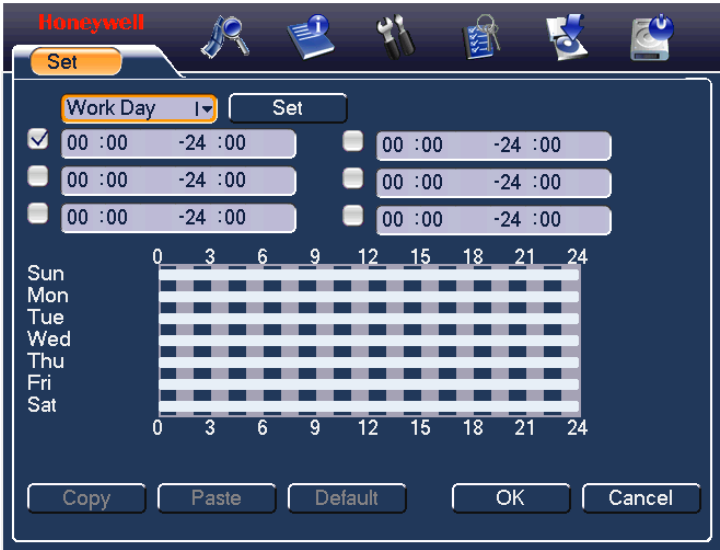 Honeywell
Set
Work Day Set
00 :00 -24 :00 00 :00 -24 :00
00 :00 -24 :00 00 :00 -24 :00
00 :00 -24 :00 00 :00 -24 :00
0 3 6 9 12 15 18 21 24
Sun
Mon
Tue
Wed
Thu
Fri
Sat
0 3 6 9 12 15 18 21 24
Copy Paste Default OK Cancel